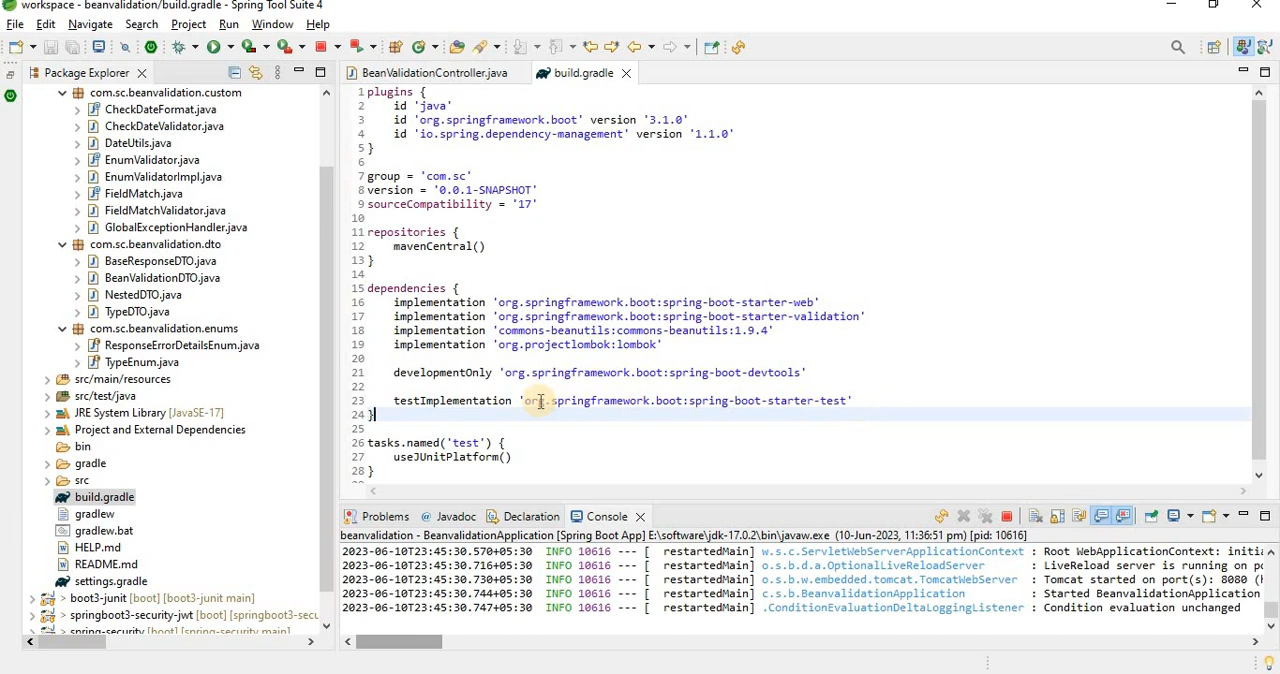 workspace - beanvalidation/build.gradle - Spring Tool Suite 4
File Edit Navigate Search Project Run Window Help
Package Explorer
com.sc.beanvalidation.custom
CheckDateFormat.java
CheckDateValidator.java
DateUtils.java
EnumValidator.java
EnumValidatorImpl.java
FieldMatch.java
FieldMatchValidator.java
GlobalExceptionHandler.java
com.sc.beanvalidation.dto
BaseResponseDTO.java
BeanValidationDTO.java
NestedDTO.java
TypeDTO.java
com.sc.beanvalidation.enums
ResponseErrorDetailsEnum.java
TypeEnum.java
src/main/resources
src/test/java
JRE System Library [JavaSE-17]
Project and External Dependencies
bin
gradle
src
build.gradle
gradlew
gradlew.bat
HELP.md
README.md
settings.gradle
> boot3-junit [boot] [boot3-junit main]
> springboot3-security-jwt [boot] [springboot3-secu
> spring-security [boot] [spring-security main]
BeanValidationController.java build.gradle
1 plugins {
2 id 'java'
3 id 'org.springframework.boot' version '3.1.0'
4 id 'io.spring.dependency-management' version '1.1.0'
5 }
6
7 group = 'com.sc'
8 version = '0.0.1-SNAPSHOT'
9 sourceCompatibility = '17'
10
11 repositories {
12 mavenCentral()
13 }
14
15 dependencies {
16 implementation 'org.springframework.boot:spring-boot-starter-web'
17 implementation 'org.springframework.boot:spring-boot-starter-validation'
18 implementation 'commons-beanutils:commons-beanutils:1.9.4'
19 implementation 'org.projectlombok:lombok'
20
21 developmentOnly 'org.springframework.boot:spring-boot-devtools'
22
23 testImplementation 'org.springframework.boot:spring-boot-starter-test'
24 }
25
26 tasks.named('test') {
27 useJUnitPlatform()
28 }
Problems @ Javadoc Declaration Console
beanvalidation - BeanvalidationApplication [Spring Boot App] E:\software\jdk-17.0.2\bin\javaw.exe (10-Jun-2023, 11:36:51 pm) [pid: 10616]
2023-06-10T23:45:30.570+05:30 INFO 10616 --- [ restartedMain] w.s.c.ServletWebServerApplicationContext : Root WebApplicationContext: initia
2023-06-10T23:45:30.716+05:30 INFO 10616 --- [ restartedMain] o.s.b.d.a.OptionalLiveReloadServer : LiveReload server is running on po
2023-06-10T23:45:30.730+05:30 INFO 10616 --- [ restartedMain] o.s.b.w.embedded.tomcat.TomcatWebServer : Tomcat started on port(s): 8080 (h
2023-06-10T23:45:30.744+05:30 INFO 10616 --- [ restartedMain] c.s.b.BeanvalidationApplication : Started BeanvalidationApplication
2023-06-10T23:45:30.747+05:30 INFO 10616 --- [ restartedMain] .ConditionEvaluationDeltaLoggingListener : Condition evaluation unchanged